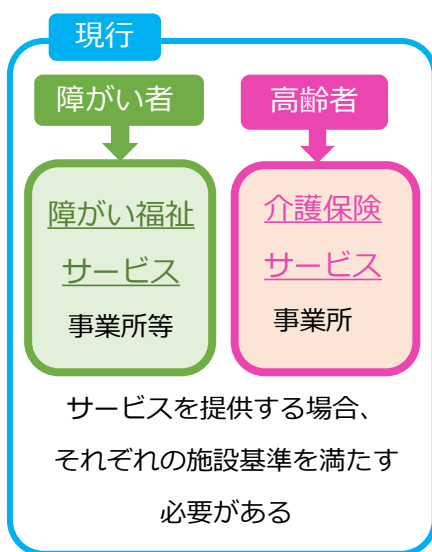 現行
障がい者
高齢者
障がい福祉
サービス
事業所等
介護保険
サービス
事業所
サービスを提供する場合、
それぞれの施設基準を満たす
必要がある